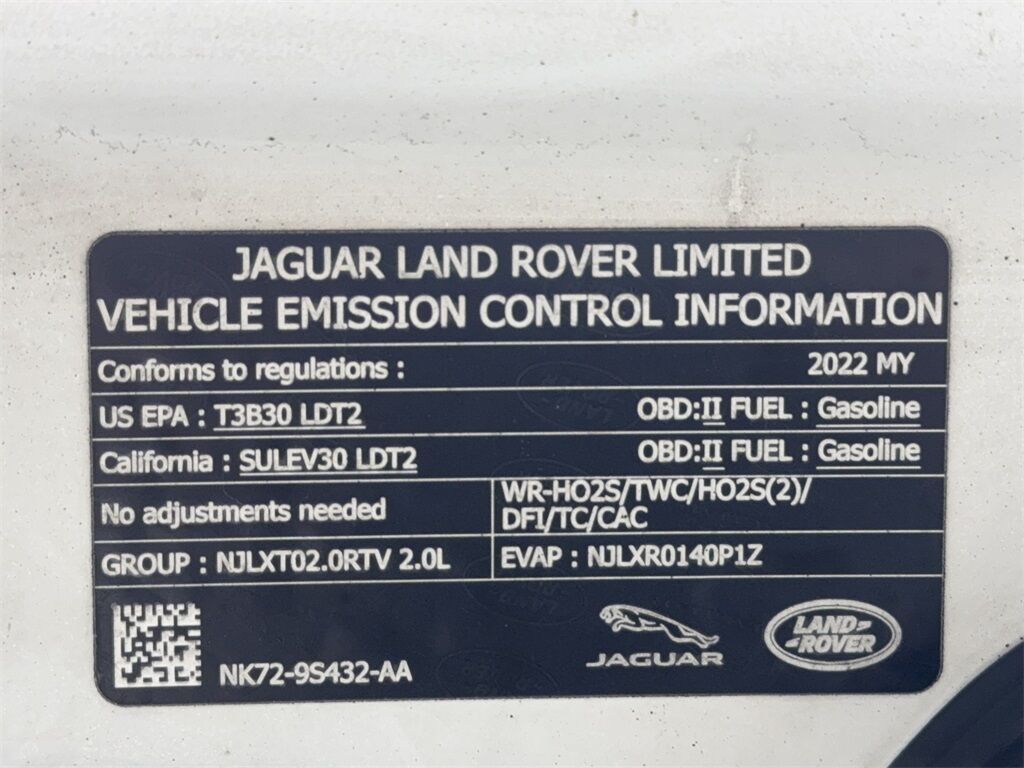 JAGUAR LAND ROVER LIMITED
VEHICLE EMISSION CONTROL INFORMATION
Conforms to regulations : 2022 MY
US EPA : T3B30 LDT2 OBD:II FUEL : Gasoline
California : SULEV30 LDT2 OBD:II FUEL : Gasoline
No adjustments needed
WR-HO2S/TWC/HO2S(2)/
DFI/TC/CAC
GROUP : NJLXT02.0RTV 2.0L EVAP : NJLXR0140P1Z
NK72-9S432-AA
JAGUAR
LAND-
-ROVER